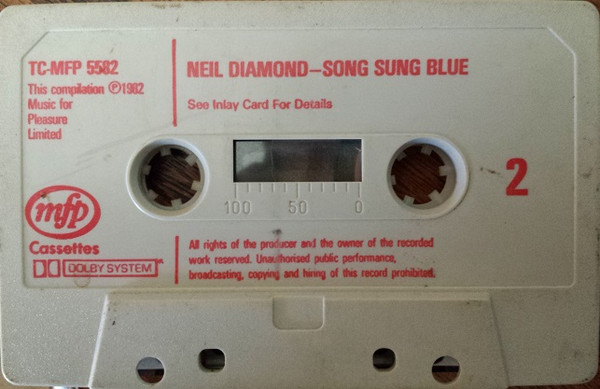 TC-MFP 5582
This compilation ℗1982
Music for
Pleasure
Limited
NEIL DIAMOND–SONG SUNG BLUE
See Inlay Card For Details
100 50 0
2
mfp
Cassettes
DOLBY SYSTEM
All rights of the producer and the owner of the recorded
work reserved. Unauthorised public performance,
broadcasting, copying and hiring of this record prohibited.